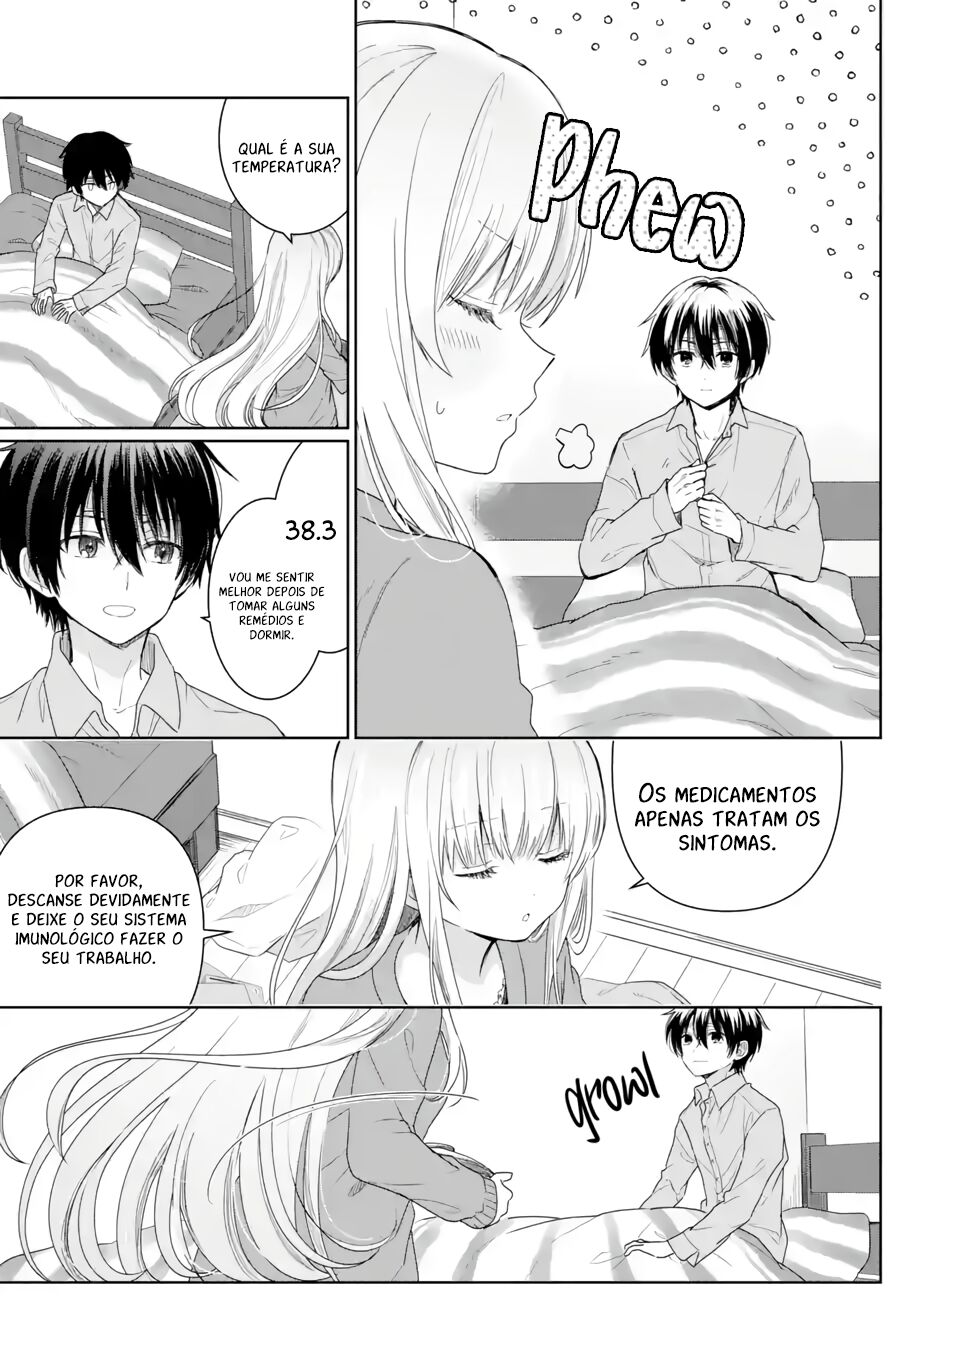 phew
QUAL É A SUA
TEMPERATURA?
38.3
VOU ME SENTIR
MELHOR DEPOIS DE
TOMAR ALGUNS
REMÉDIOS E
DORMIR.
OS MEDICAMENTOS
APENAS TRATAM OS
SINTOMAS.
POR FAVOR,
DESCANSE DEVIDAMENTE
E DEIXE O SEU SISTEMA
IMUNOLÓGICO FAZER O
SEU TRABALHO.
growl